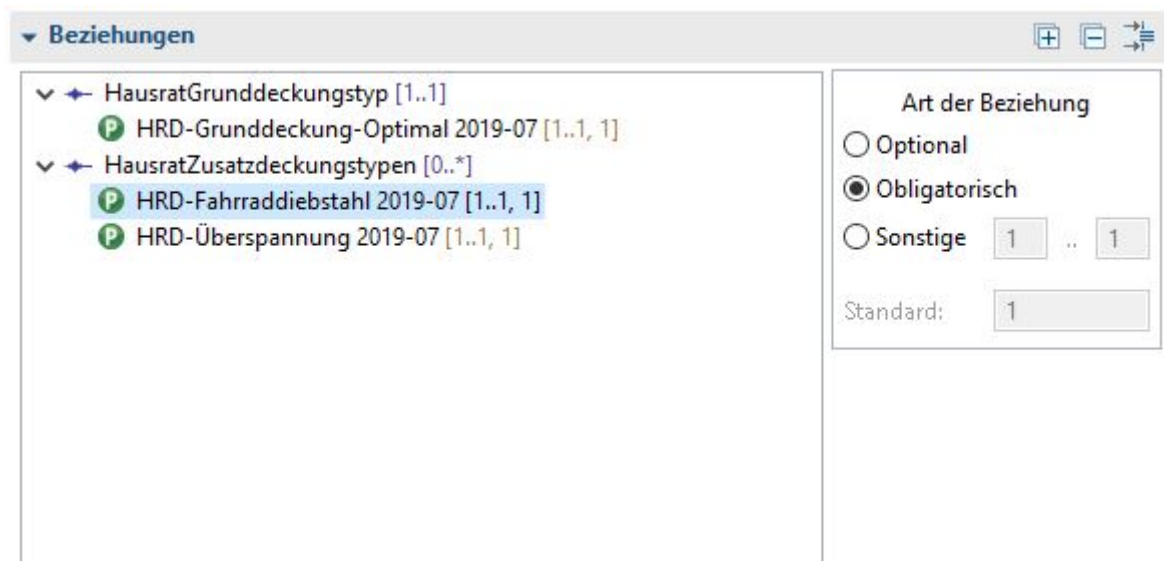 Beziehungen
HausratGrunddeckungstyp [1..1]
HRD-Grunddeckung-Optimal 2019-07 [1..1, 1]
HausratZusatzdeckungstypen [0..*]
HRD-Fahrraddiebstahl 2019-07 [1..1, 1]
HRD-Überspannung 2019-07 [1..1, 1]
Art der Beziehung
Optional
Obligatorisch
Sonstige 1 .. 1
Standard: 1